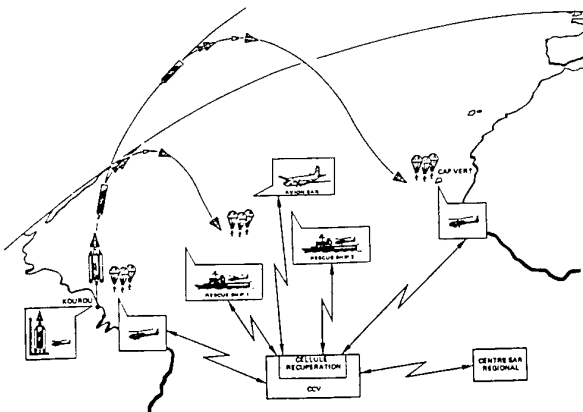 CAP VERT
AVION SAR
RESCUE SHIP 2
RESCUE SHIP 1
KOUROU
CELLULE
RECUPERATION
CCV
CENTRE SAR
REGIONAL